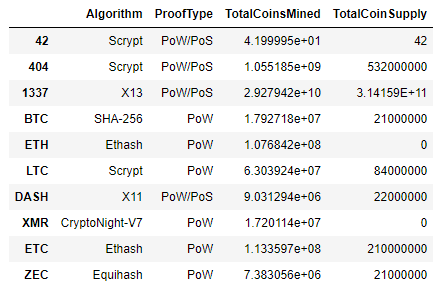 Algorithm ProofType TotalCoinsMined TotalCoinSupply
42 Scrypt PoW/PoS 4.199995e+01 42
404 Scrypt PoW/PoS 1.055185e+09 532000000
1337 X13 PoW/PoS 2.927942e+10 3.14159E+11
BTC SHA-256 PoW 1.792718e+07 21000000
ETH Ethash PoW 1.076842e+08 0
LTC Scrypt PoW 6.303924e+07 84000000
DASH X11 PoW/PoS 9.031294e+06 22000000
XMR CryptoNight-V7 PoW 1.720114e+07 0
ETC Ethash PoW 1.133597e+08 210000000
ZEC Equihash PoW 7.383056e+06 21000000